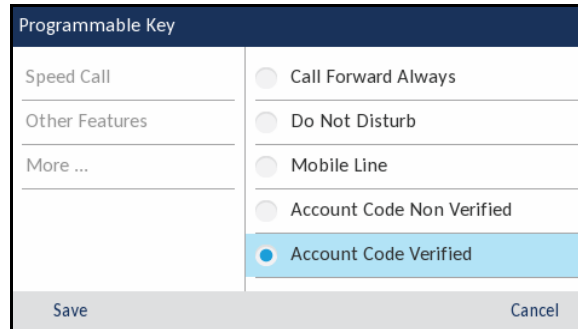 Programmable Key
Speed Call
Other Features
More ...
Call Forward Always
Do Not Disturb
Mobile Line
Account Code Non Verified
Account Code Verified
Save
Cancel